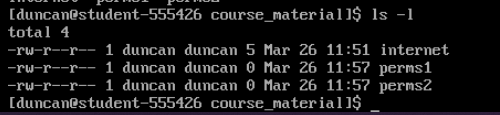 [duncan@student-555426 course_material]$ ls -l
total 4
-rw-r--r-- 1 duncan duncan 5 Mar 26 11:51 internet
-rw-r--r-- 1 duncan duncan 0 Mar 26 11:57 perms1
-rw-r--r-- 1 duncan duncan 0 Mar 26 11:57 perms2
[duncan@student-555426 course_material]$ _